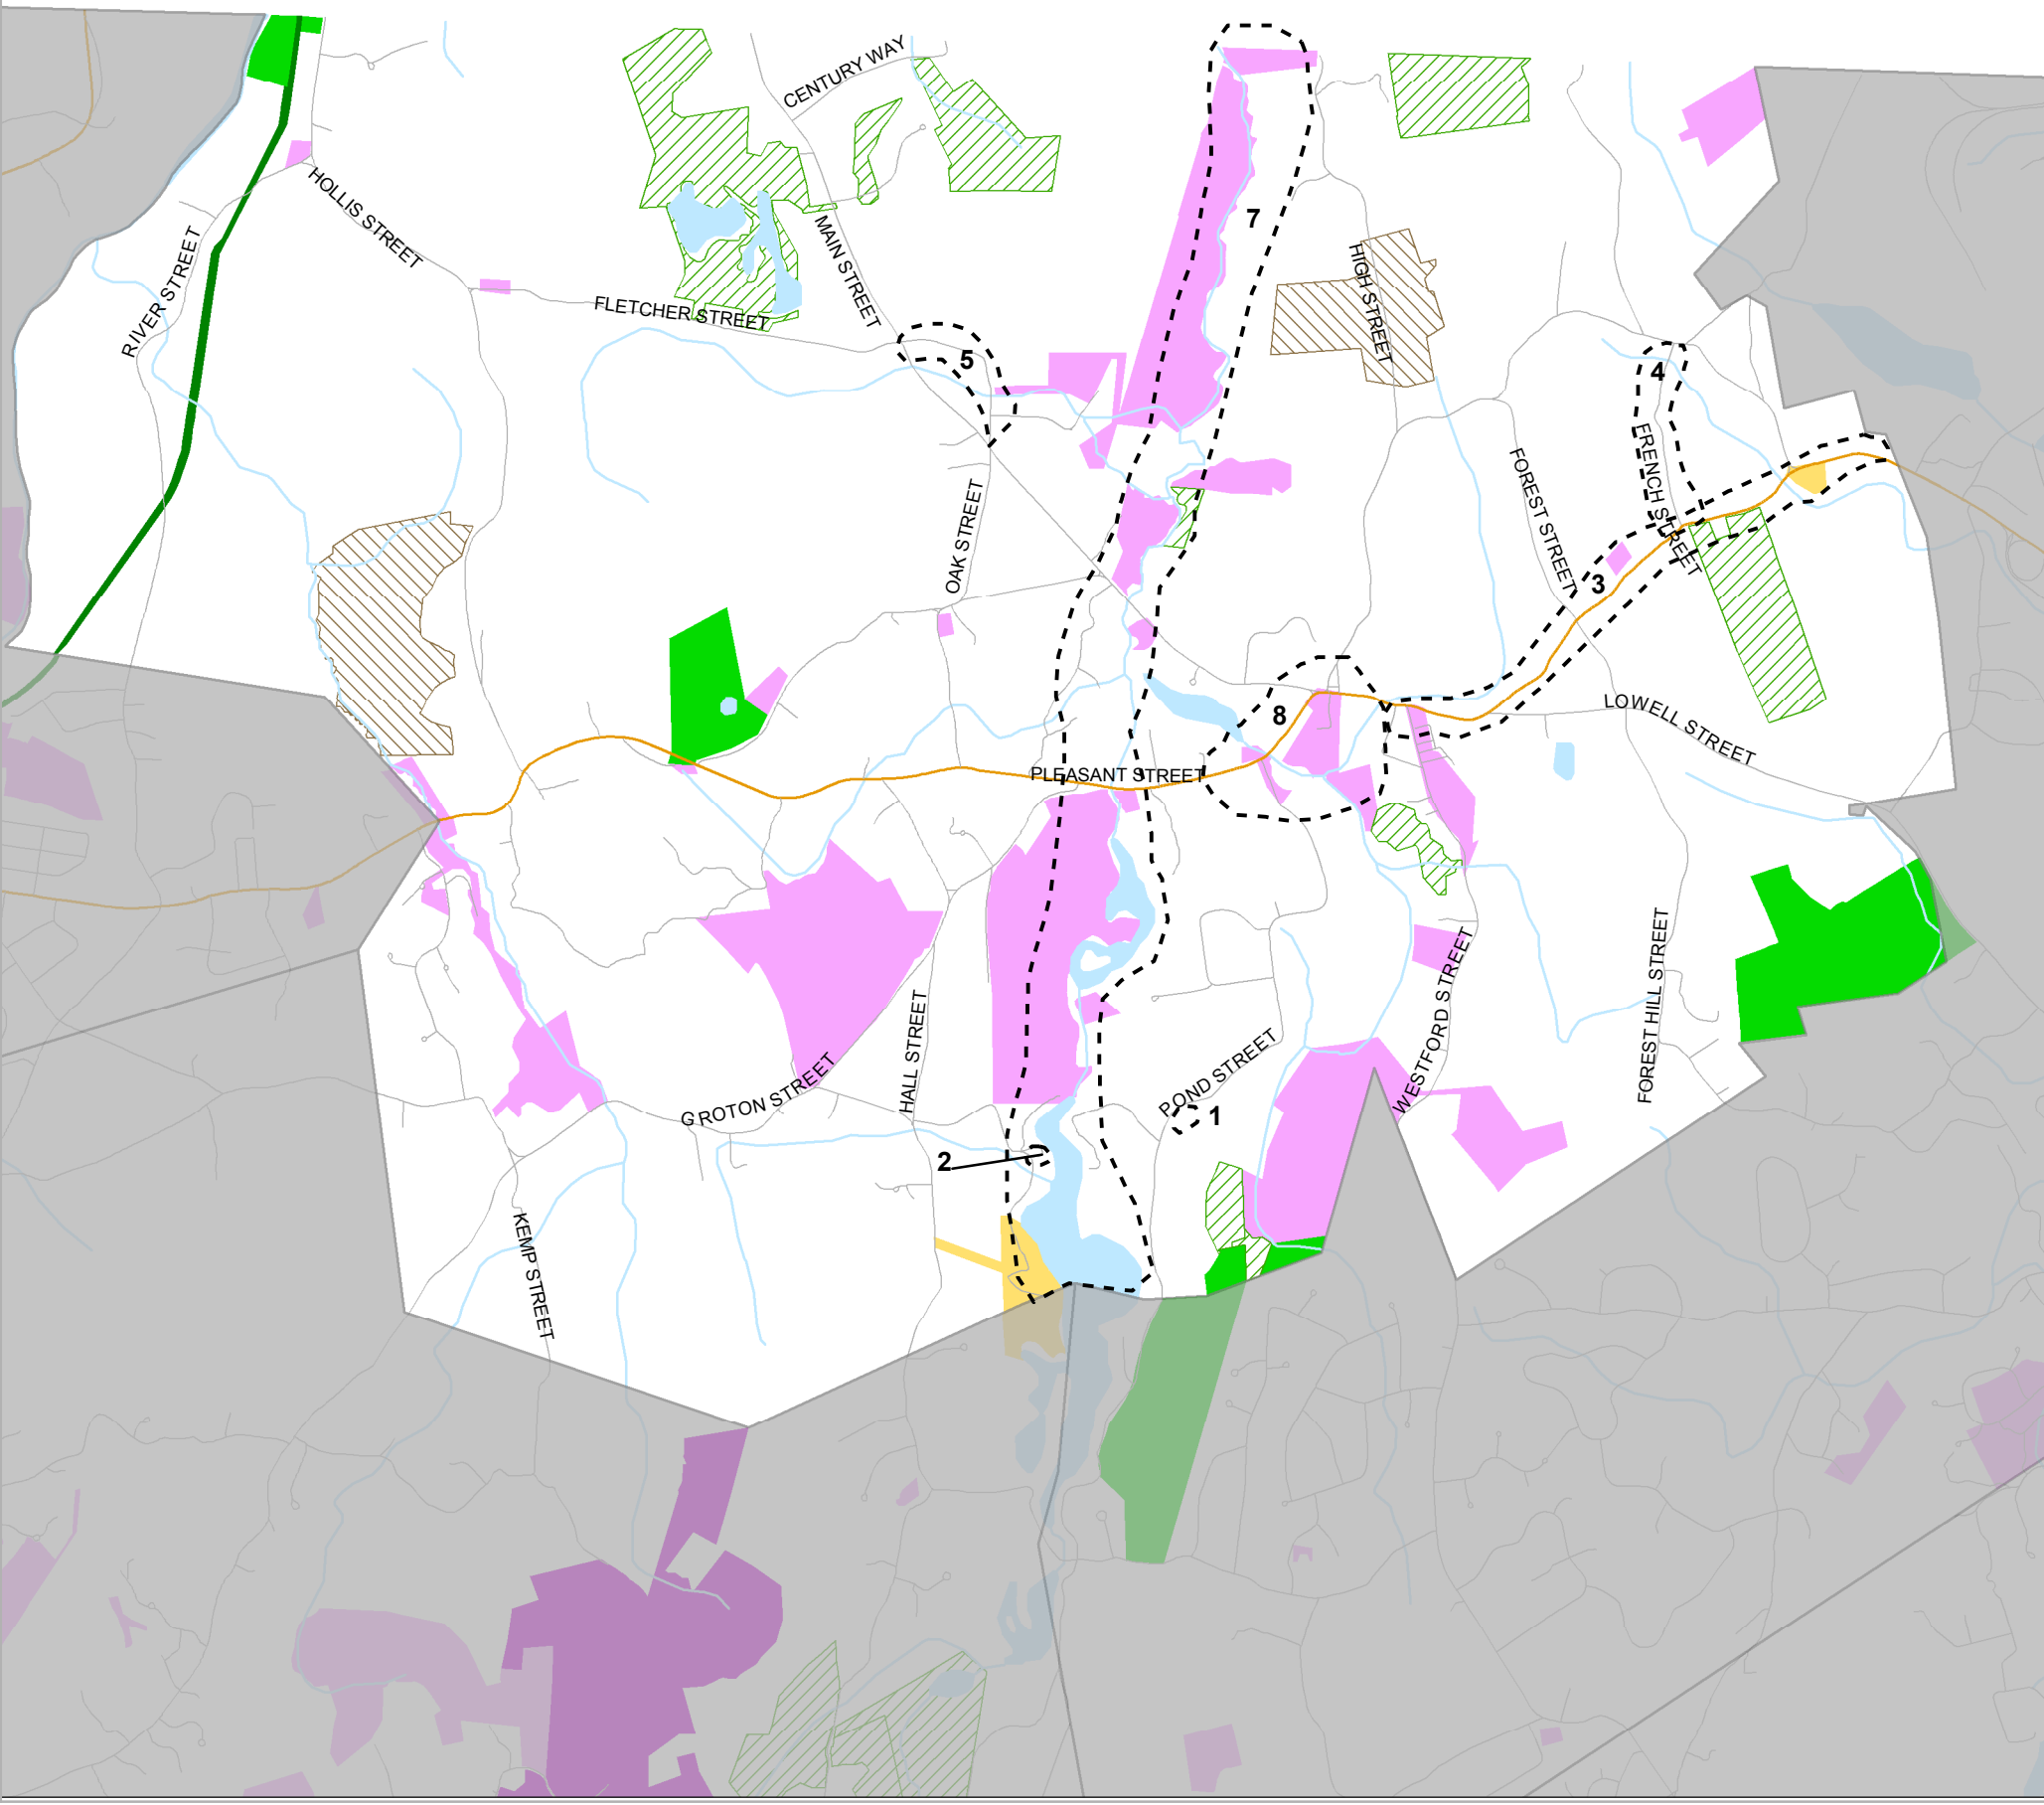 CENTURY WAY
HOLLIS STREET
RIVER STREET
MAIN STREET
7
HIGH STREET
FLETCHER STREET
5
4
FRENCH STREET
FOREST STREET
OAK STREET
3
LOWELL STREET
8
PLEASANT STREET
FOREST HILL STREET
WESTFORD STREET
HALL STREET
POND STREET
GROTON STREET
1
2
KEMP STREET